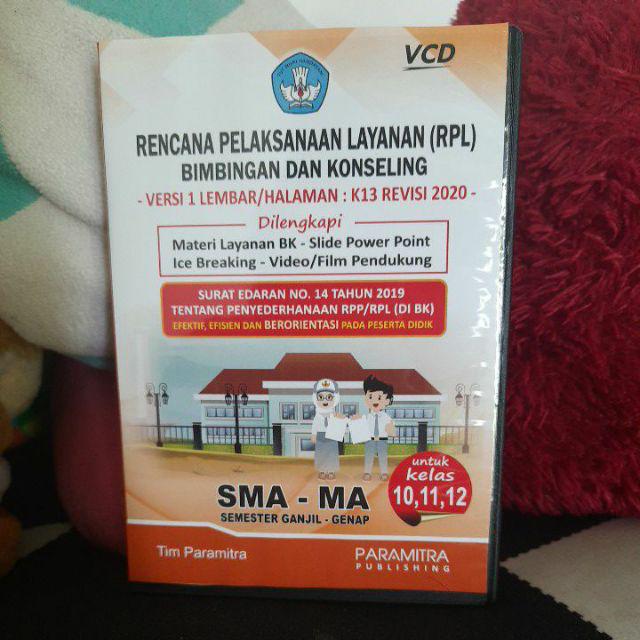 VCD
RENCANA PELAKSANAAN LAYANAN (RPL)
BIMBINGAN DAN KONSELING
- VERSI 1 LEMBAR/HALAMAN : K13 REVISI 2020 -
Dilengkapi
Materi Layanan BK - Slide Power Point
Ice Breaking - Video/Film Pendukung
SURAT EDARAN NO. 14 TAHUN 2019
TENTANG PENYEDERHANAAN RPP/RPL (DI BK)
EFEKTIF, EFISIEN DAN BERORIENTASI PADA PESERTA DIDIK
untuk
kelas
10,11,12
SMA - MA
SEMESTER GANJIL - GENAP
Tim Paramitra
PARAMITRA
PUBLISHING